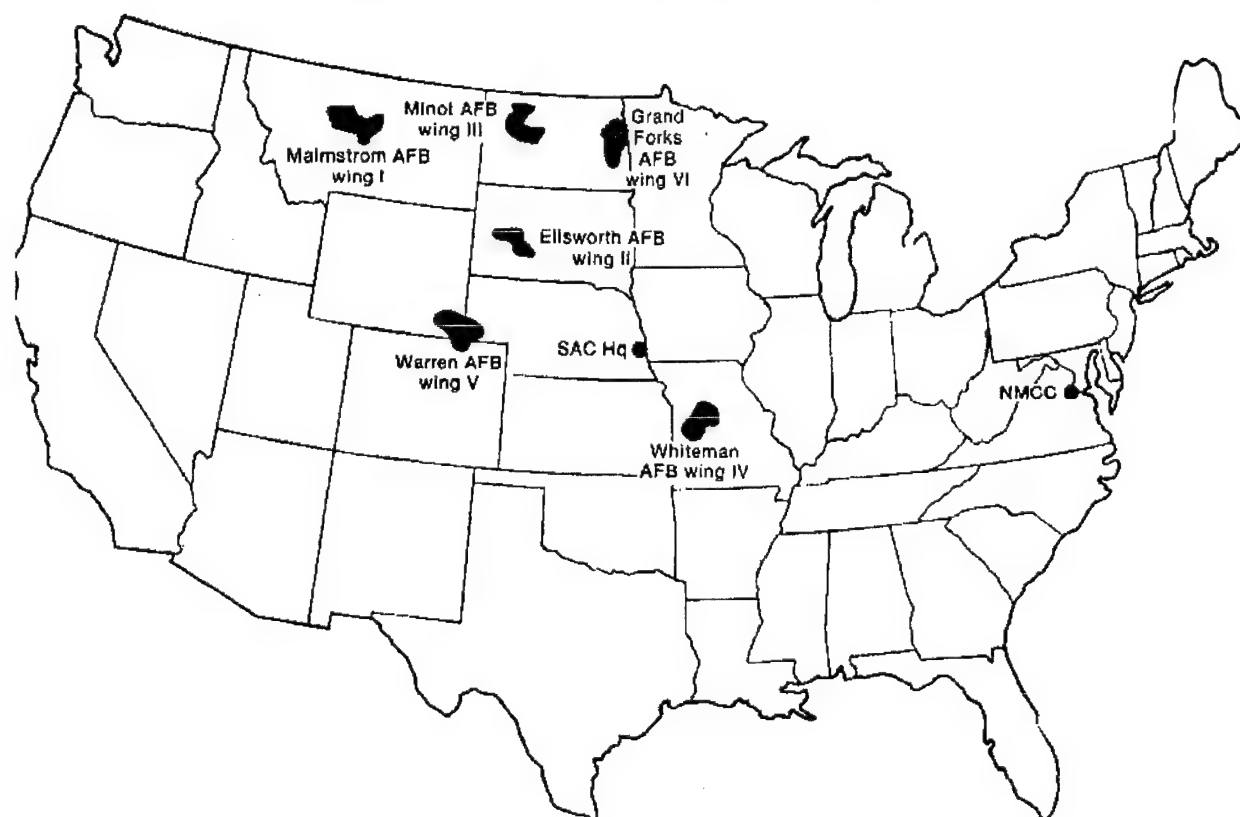 Minot AFB
wing III
Grand
Forks
AFB
wing VI
Malmstrom AFB
wing I
Ellsworth AFB
wing II
SAC Hq
Warren AFB
wing V
NMCC
Whiteman
AFB wing IV